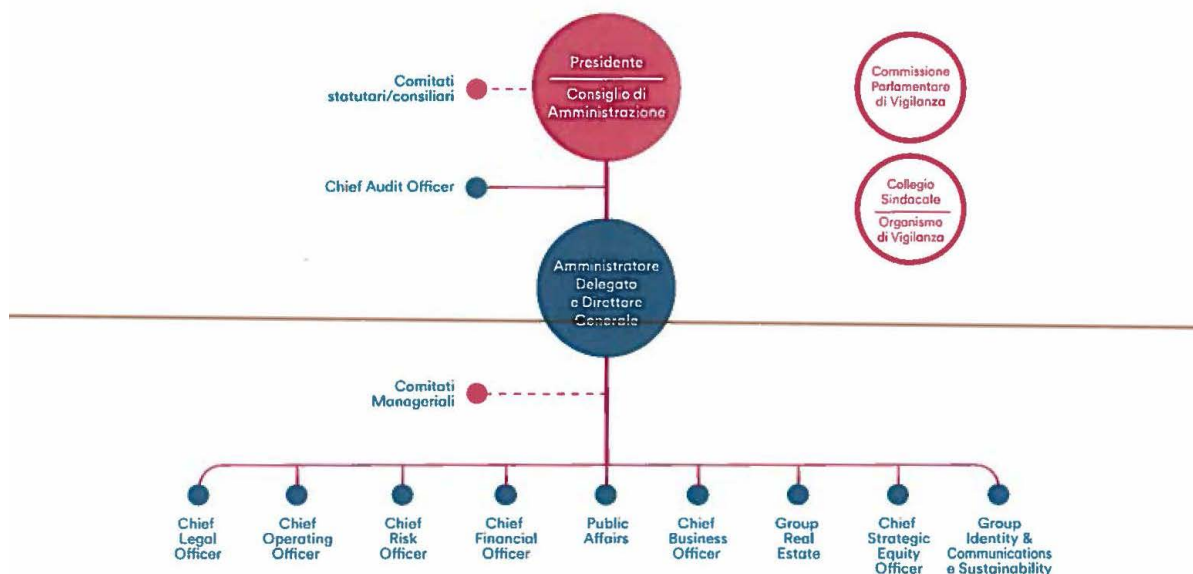 Presidente
Consiglio di
Amministrazione
Comitati
statutari/consiliari
Commissione
Parlamentare
di Vigilanza
Chief Audit Officer
Collegio
Sindacale
Organismo
di Vigilanza
Amministratore
Delegato
e Direttore
Generale
Comitati
Manageriali
Chief
Legal
Officer
Chief
Operating
Officer
Chief
Risk
Officer
Chief
Financial
Officer
Public
Affairs
Chief
Business
Officer
Group
Real
Estate
Chief
Strategic
Equity
Officer
Group
Identity &
Communications
e Sustainability